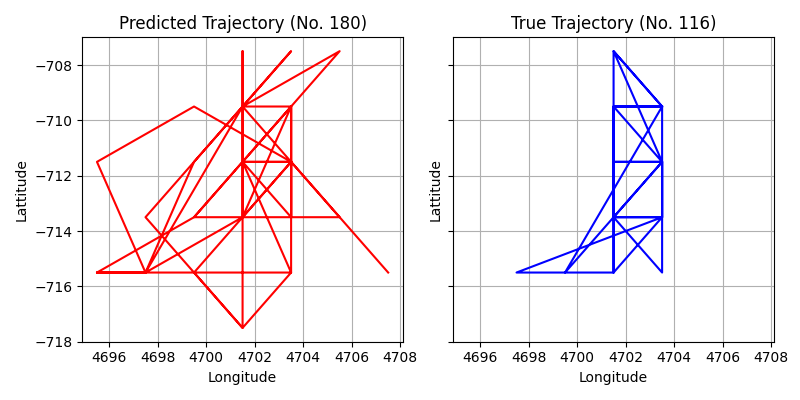 Predicted Trajectory (No. 180)
True Trajectory (No. 116)
Lattitude
−708
−710
−712
−714
−716
−718
4696 4698 4700 4702 4704 4706 4708
Longitude
Lattitude
4696 4698 4700 4702 4704 4706 4708
Longitude